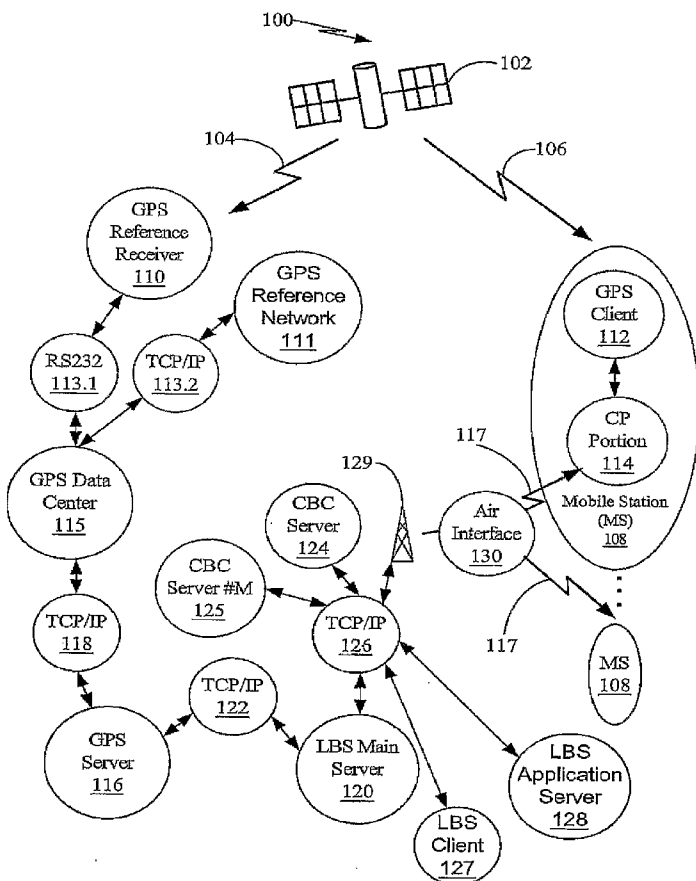 100
102
104
106
GPS
Reference
Receiver
110
GPS
Reference
Network
111
GPS
Client
112
RS232
113.1
TCP/IP
113.2
CP
Portion
114
117
Mobile Station
(MS)
108
GPS Data
Center
115
129
CBC
Server
124
Air
Interface
130
CBC
Server #M
125
TCP/IP
126
117
TCP/IP
118
MS
108
TCP/IP
122
GPS
Server
116
LBS Main
Server
120
LBS
Application
Server
128
LBS
Client
127